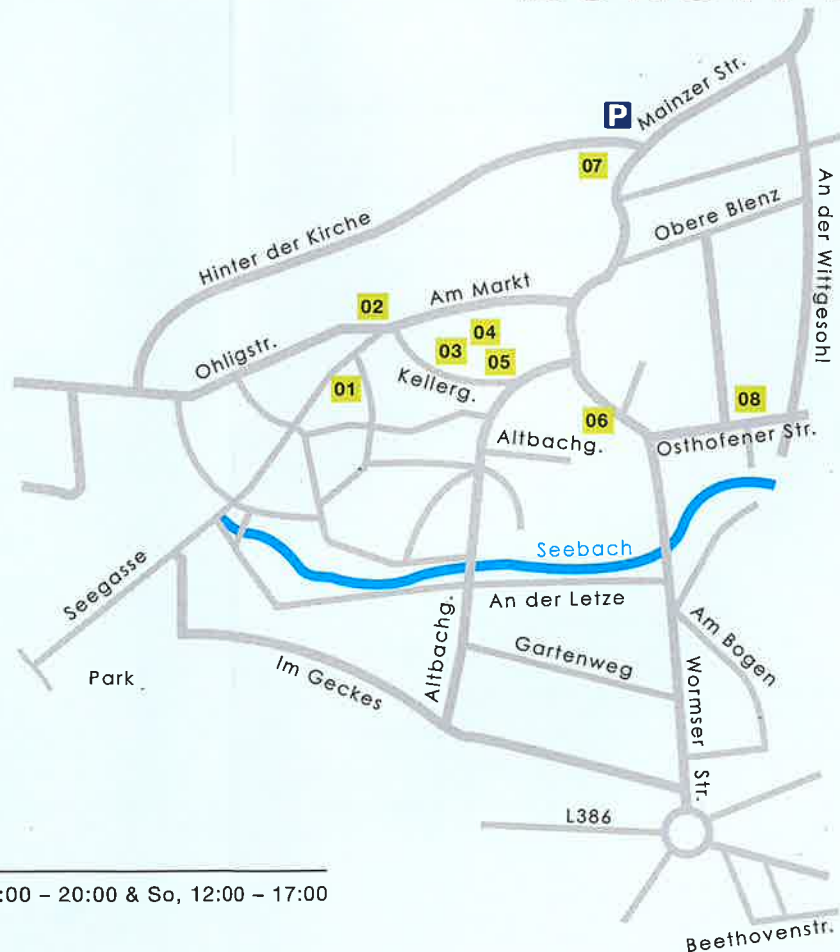 P
Mainzer Str.
07
An der Wittgesohl
Obere Blenz
Hinter der Kirche
02
Am Markt
04
03
05
Ohligstr.
01
Kellerg.
08
06
Altbachg.
Osthofener Str.
Seebach
Seegasse
An der Letze
Altbachg.
Am Bogen
Gartenweg
Park
Im Geckes
Wormser Str.
L386
:00 – 20:00 & So, 12:00 – 17:00
Beethovenstr.